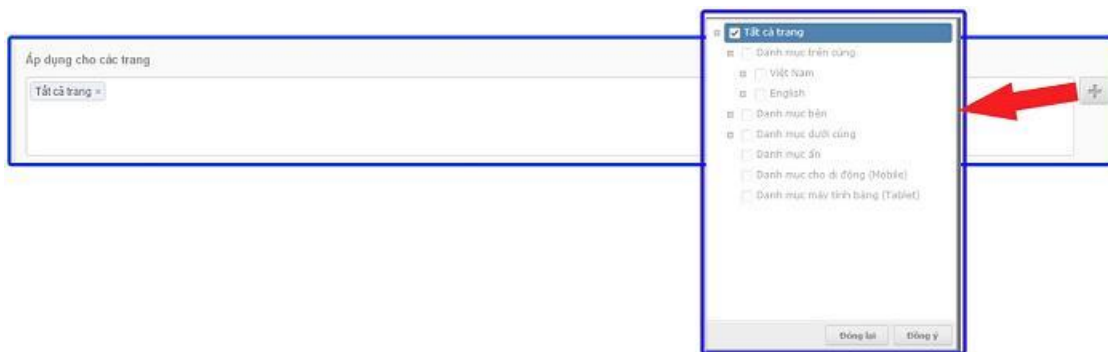 Áp dụng cho các trang
Tất cả trang ×
Tất cả trang
Danh mục trên cùng
Việt Nam
English
Danh mục bên
Danh mục dưới cùng
Danh mục ẩn
Danh mục cho di động (Mobile)
Danh mục máy tính bảng (Tablet)
Đóng lại Đồng ý